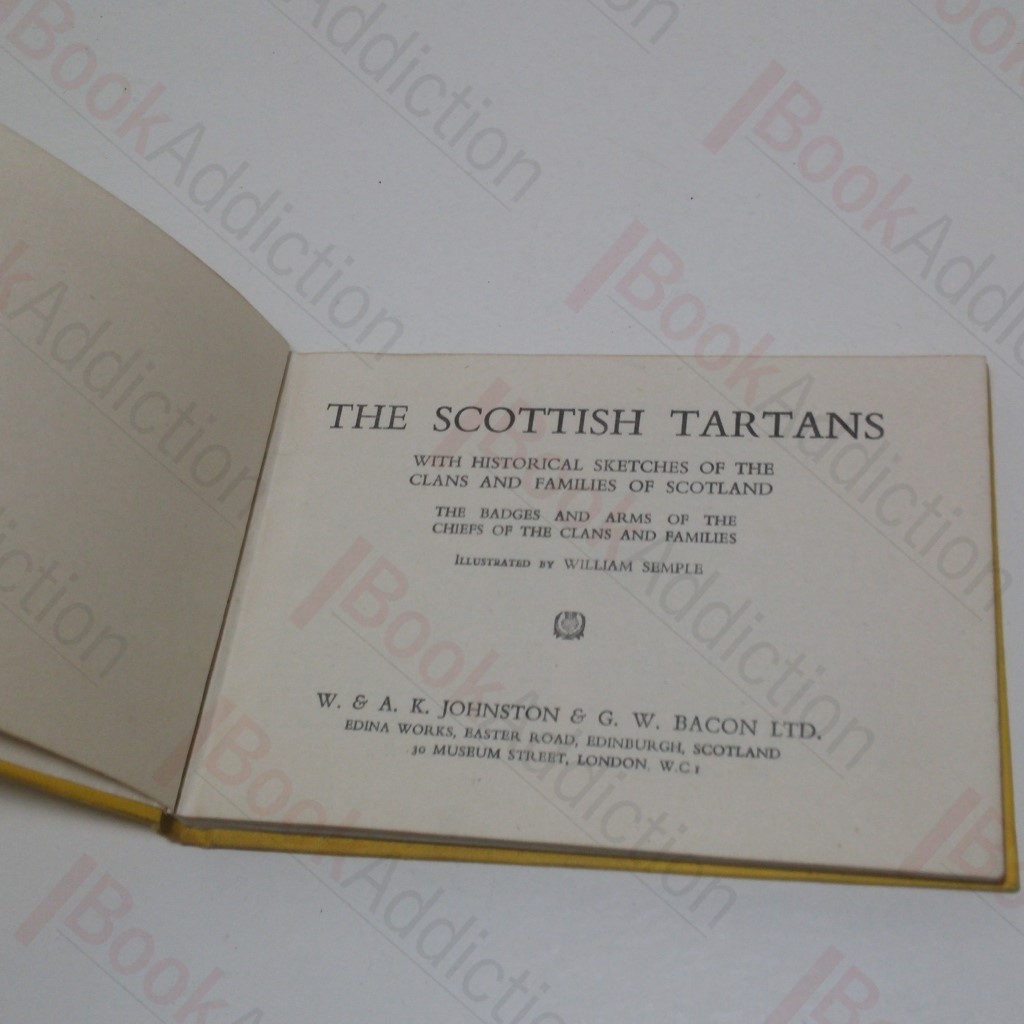 THE SCOTTISH TARTANS
WITH HISTORICAL SKETCHES OF THE
CLANS AND FAMILIES OF SCOTLAND
THE BADGES AND ARMS OF THE
CHIEFS OF THE CLANS AND FAMILIES
ILLUSTRATED BY WILLIAM SEMPLE
W. & A. K. JOHNSTON & G. W. BACON LTD.
EDINA WORKS, EASTER ROAD, EDINBURGH, SCOTLAND
30 MUSEUM STREET, LONDON, W.C.1
BookAddiction